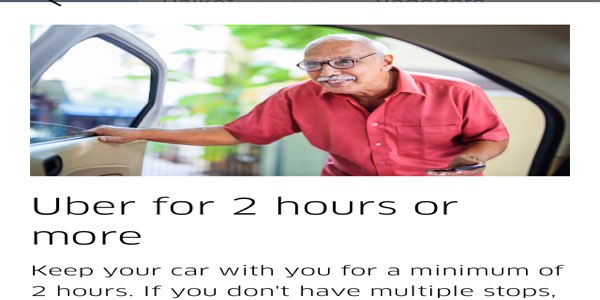 Uber for 2 hours or
more
Keep your car with you for a minimum of
2 hours. If you don't have multiple stops,